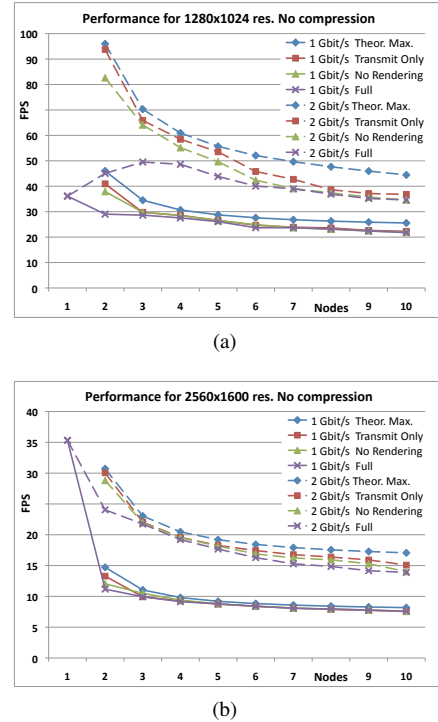 Performance for 1280x1024 res. No compression
100
90
80
70
60
50
40
30
20
10
0
FPS
1 Gbit/s Theor. Max.
1 Gbit/s Transmit Only
1 Gbit/s No Rendering
1 Gbit/s Full
2 Gbit/s Theor. Max.
2 Gbit/s Transmit Only
2 Gbit/s No Rendering
2 Gbit/s Full
1 2 3 4 5 6 7 Nodes 9 10
(a)
Performance for 2560x1600 res. No compression
40
35
30
25
20
15
10
5
0
FPS
1 Gbit/s Theor. Max.
1 Gbit/s Transmit Only
1 Gbit/s No Rendering
1 Gbit/s Full
2 Gbit/s Theor. Max.
2 Gbit/s Transmit Only
2 Gbit/s No Rendering
2 Gbit/s Full
1 2 3 4 5 6 7 Nodes 9 10
(b)